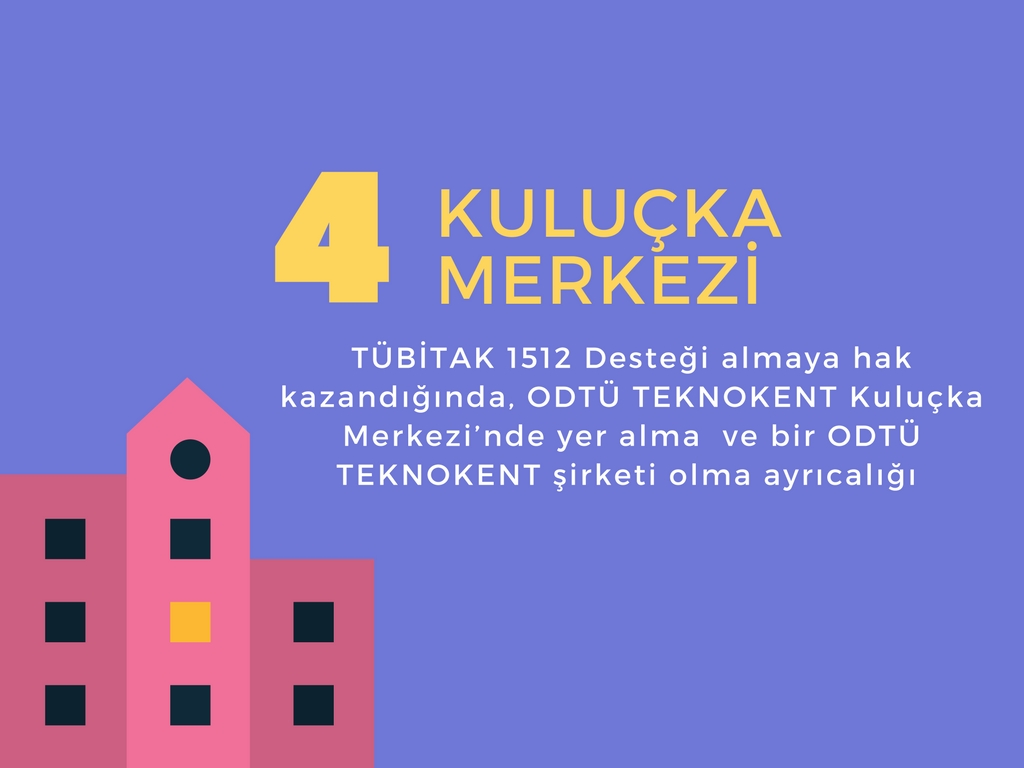 4
KULUÇKA
MERKEZİ
TÜBİTAK 1512 Desteği almaya hak
kazandığında, ODTÜ TEKNOKENT Kuluçka
Merkezi’nde yer alma  ve bir ODTÜ
TEKNOKENT şirketi olma ayrıcalığı